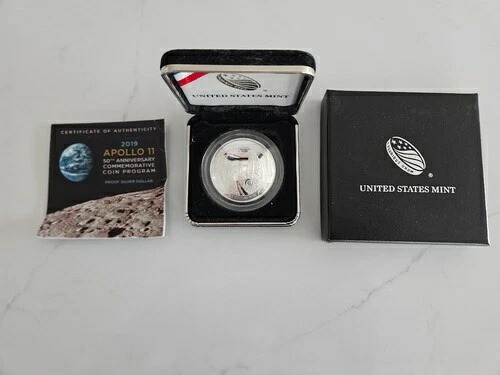 CERTIFICATE OF AUTHENTICITY
2019
APOLLO 11
50TH ANNIVERSARY
COMMEMORATIVE
COIN PROGRAM
PROOF SILVER DOLLAR
UNITED STATES MINT
UNITED STATES MINT